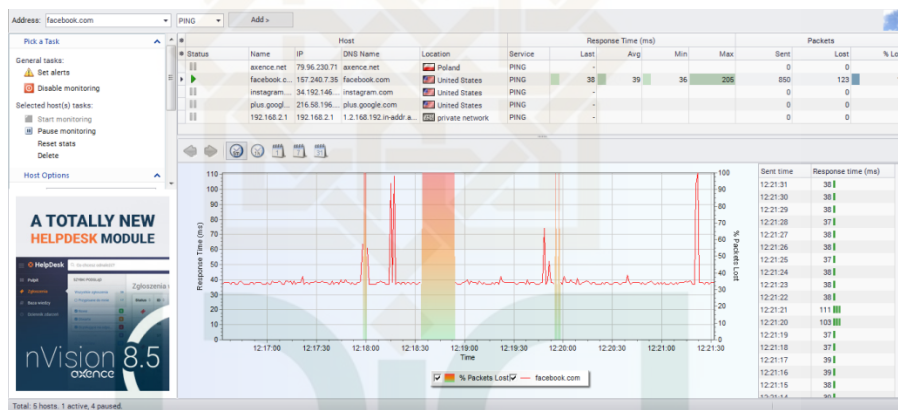 Address: facebook.com PING Add »
Pick a Task
General tasks:
Set alerts
Disable monitoring
Selected host(s) tasks:
Start monitoring
Pause monitoring
Reset stats
Delete
Host Options
Host Response Time (ms) Packets
Status Name IP DNS Name Location Service Last Avg Min Max Sent Lost % Lo
axence.net 79.96.230.71 axence.net Poland PING - 0 0
facebook.c... 157.240.7.35 facebook.com United States PING 38 39 36 205 850 123
instagram.... 34.192.146... instagram.com United States PING - 0 0
plus.google.c... 216.58.196... plus.google.com United States PING - 0 0
192.168.2.1 192.168.2.1 1.2.168.192.in-addr.a... private network PING - 0 0
A TOTALLY NEW
HELPDESK MODULE
HelpDesk
Zgłoszenia
nVision 8.5
axence
Response Time (ms)
110
100
90
80
70
60
50
40
30
20
10
0
12:17:00 12:17:30 12:18:00 12:18:30 12:19:00 12:19:30 12:20:00 12:20:30 12:21:00 12:21:30
Time
% Packets Lost
100
90
80
70
60
50
40
30
20
10
0
% Packets Lost facebook.com
Sent time Response time (ms)
12:21:31 38
12:21:30 38
12:21:29 38
12:21:28 37
12:21:27 38
12:21:26 38
12:21:25 37
12:21:24 38
12:21:23 38
12:21:22 38
12:21:21 111
12:21:20 103
12:21:19 37
12:21:18 37
12:21:17 39
12:21:16 39
12:21:15 38
12:21:14
Total: 5 hosts. 1 active, 4 paused.